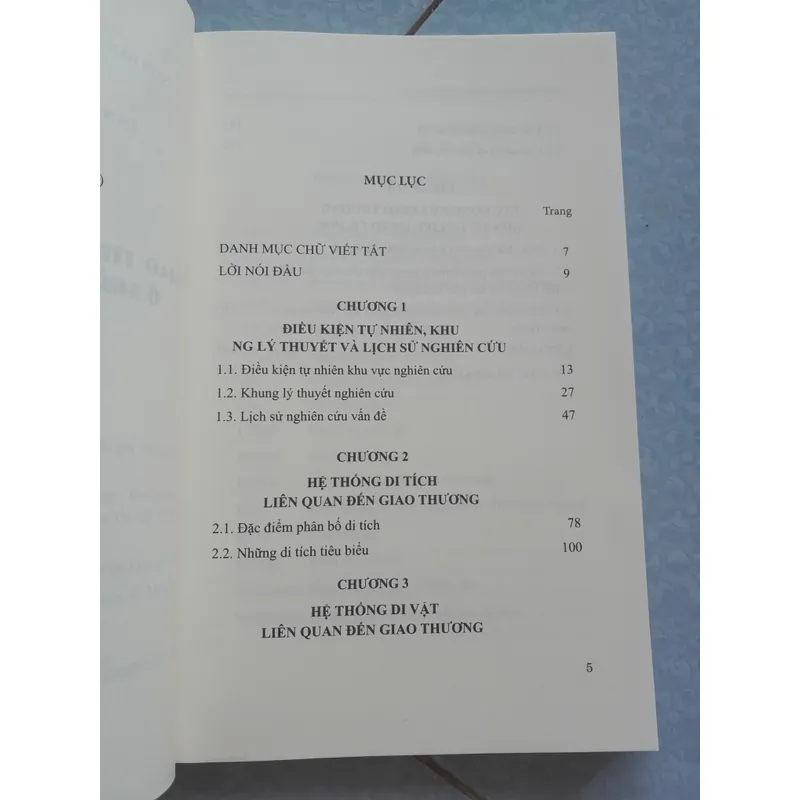 MỤC LỤC
Trang
DANH MỤC CHỮ VIẾT TẮT 7
LỜI NÓI ĐẦU 9
CHƯƠNG 1
ĐIỀU KIỆN TỰ NHIÊN, KHU
NG LÝ THUYẾT VÀ LỊCH SỬ NGHIÊN CỨU
1.1. Điều kiện tự nhiên khu vực nghiên cứu 13
1.2. Khung lý thuyết nghiên cứu 27
1.3. Lịch sử nghiên cứu vấn đề 47
CHƯƠNG 2
HỆ THỐNG DI TÍCH
LIÊN QUAN ĐẾN GIAO THƯƠNG
2.1. Đặc điểm phân bố di tích 78
2.2. Những di tích tiêu biểu 100
CHƯƠNG 3
HỆ THỐNG DI VẬT
LIÊN QUAN ĐẾN GIAO THƯƠNG
5